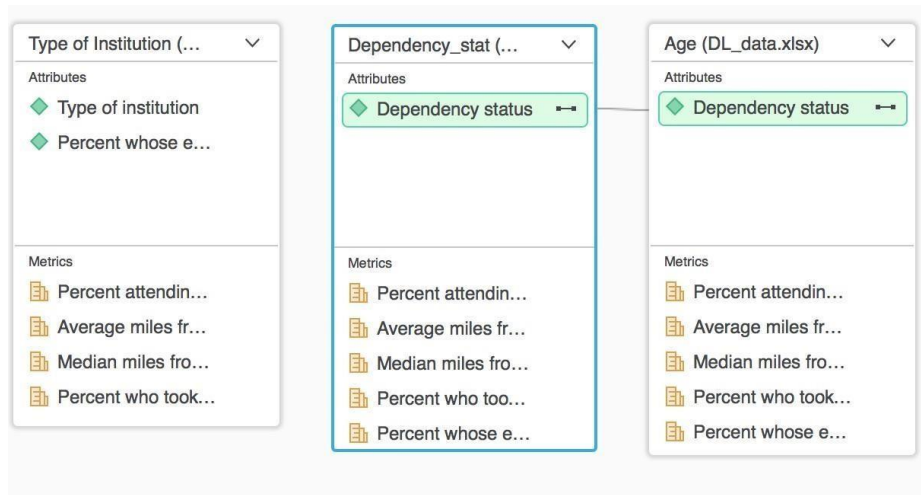 Type of Institution (...
Attributes
Type of institution
Percent whose e...
Metrics
Percent attendin...
Average miles fr...
Median miles fro...
Percent who took...
Dependency_stat (...
Attributes
Dependency status
Metrics
Percent attendin...
Average miles fr...
Median miles fro...
Percent who too...
Percent whose e...
Age (DL_data.xlsx)
Attributes
Dependency status
Metrics
Percent attendin...
Average miles fr...
Median miles fro...
Percent who took...
Percent whose e...